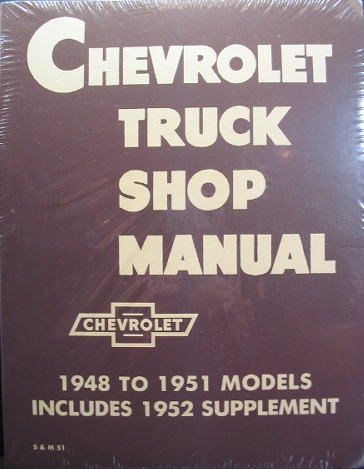 CHEVROLET
TRUCK
SHOP
MANUAL
CHEVROLET
1948 TO 1951 MODELS
INCLUDES 1952 SUPPLEMENT
S & M 51